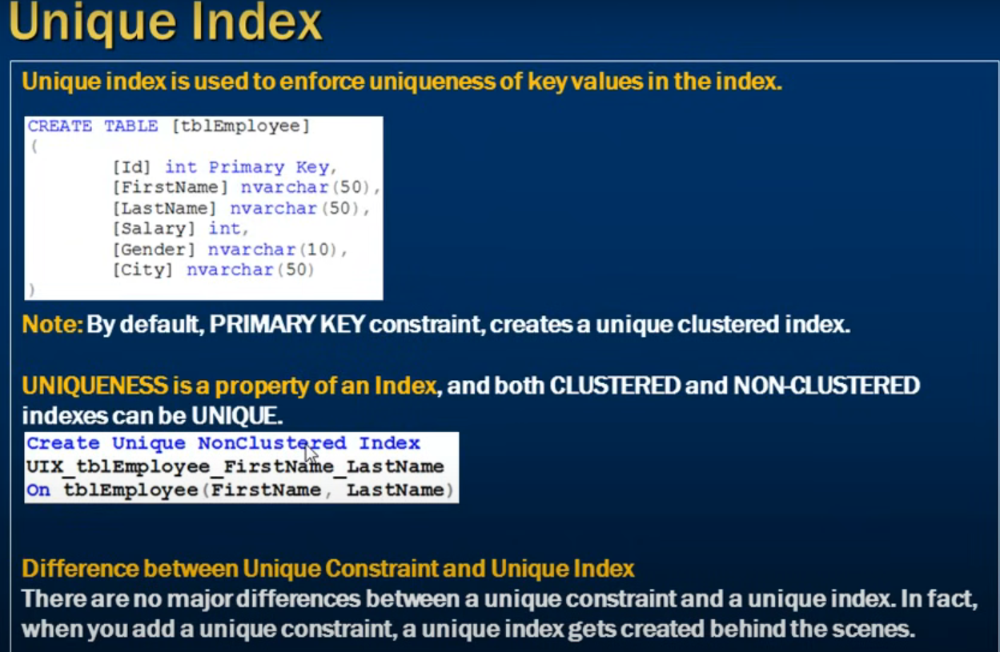 Unique Index
Unique index is used to enforce uniqueness of key values in the index.
CREATE TABLE [tblEmployee]
(
[Id] int Primary Key,
[FirstName] nvarchar(50),
[LastName] nvarchar(50),
[Salary] int,
[Gender] nvarchar(10),
[City] nvarchar(50)
)
Note: By default, PRIMARY KEY constraint, creates a unique clustered index.
UNIQUENESS is a property of an Index, and both CLUSTERED and NON-CLUSTERED
indexes can be UNIQUE.
Create Unique NonClustered Index
UIX_tblEmployee_FirstName_LastName
On tblEmployee(FirstName, LastName)
Difference between Unique Constraint and Unique Index
There are no major differences between a unique constraint and a unique index. In fact,
when you add a unique constraint, a unique index gets created behind the scenes.